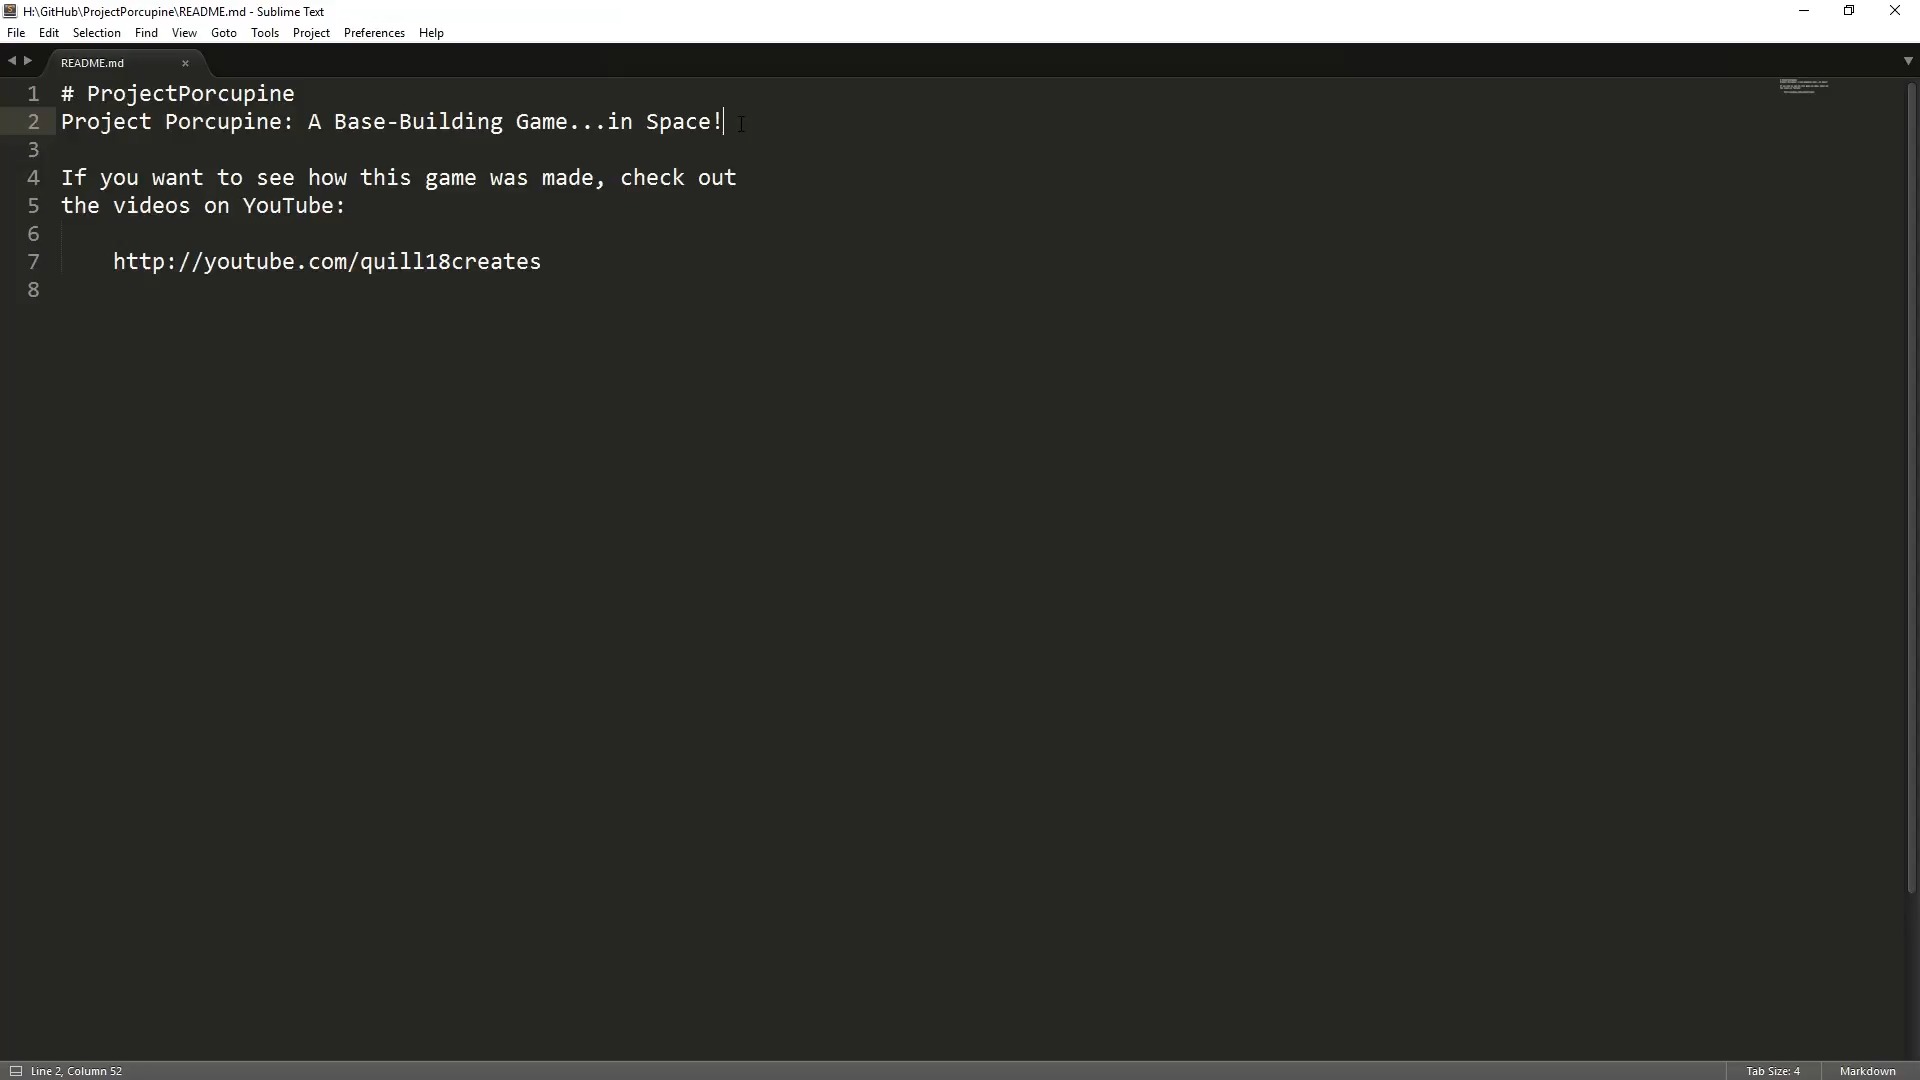 H:\GitHub\ProjectPorcupine\README.md - Sublime Text
File Edit Selection Find View Goto Tools Project Preferences Help
README.md
1 # ProjectPorcupine
2 Project Porcupine: A Base-Building Game...in Space!
3
4 If you want to see how this game was made, check out
5 the videos on YouTube:
6
7 http://youtube.com/quill18creates
8
Line 2, Column 52 Tab Size: 4 Markdown